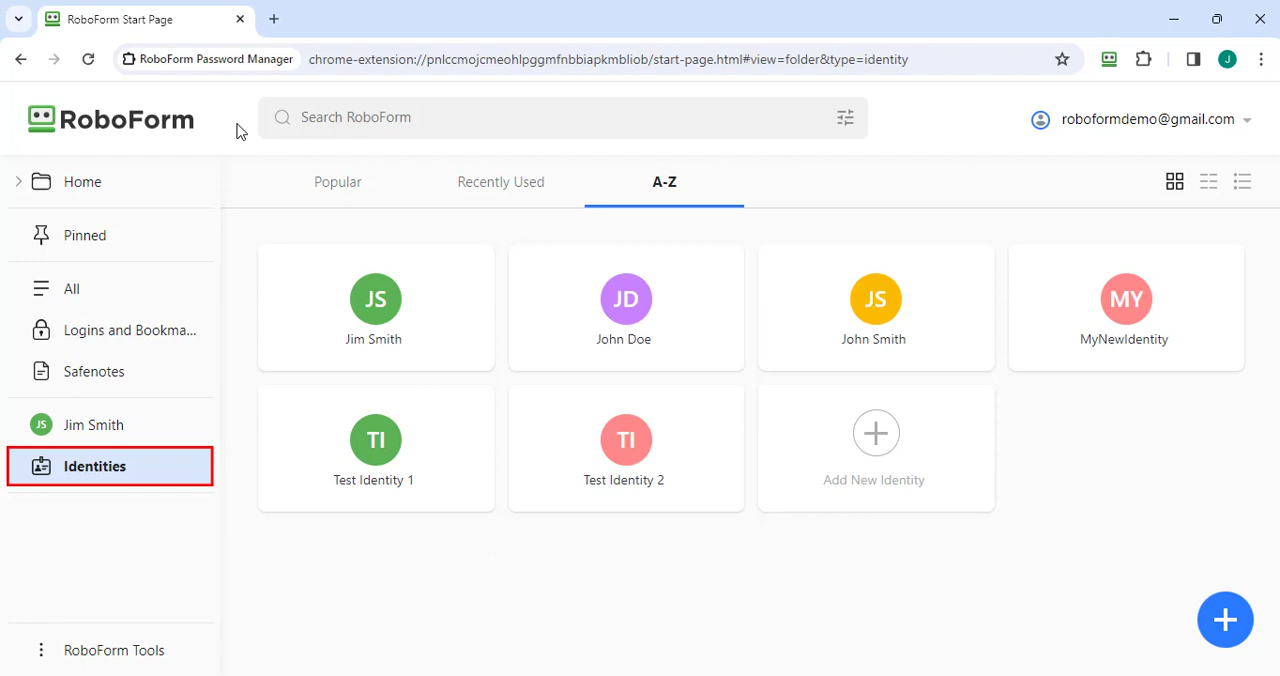 RoboForm Start Page
RoboForm Password Manager chrome-extension://pnlccmojcmeohlpggmfnbbiapkmbliob/start-page.html#view=folder&type=identity J
RoboForm Search RoboForm roboformdemo@gmail.com
Home Popular Recently Used A-Z
Pinned
All
Logins and Bookma...
Safenotes
JS Jim Smith
Identities
RoboForm Tools
JS JD JS MY
Jim Smith John Doe John Smith MyNewIdentity
TI TI
Test Identity 1 Test Identity 2 Add New Identity